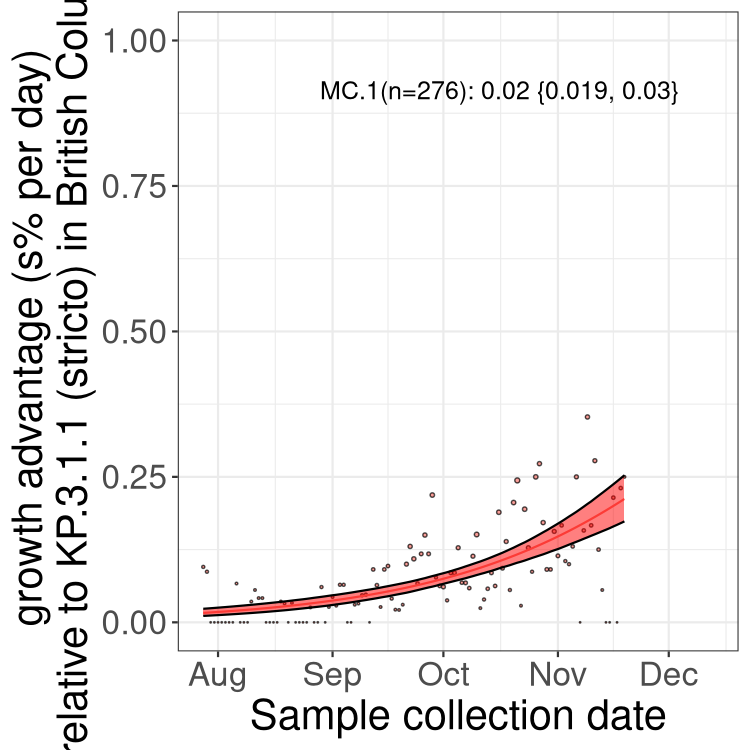 growth advantage (s% per day)
relative to KP.3.1.1 (stricto) in British Colu
1.00
0.75
0.50
0.25
0.00
MC.1(n=276): 0.02 {0.019, 0.03}
Aug Sep Oct Nov Dec
Sample collection date